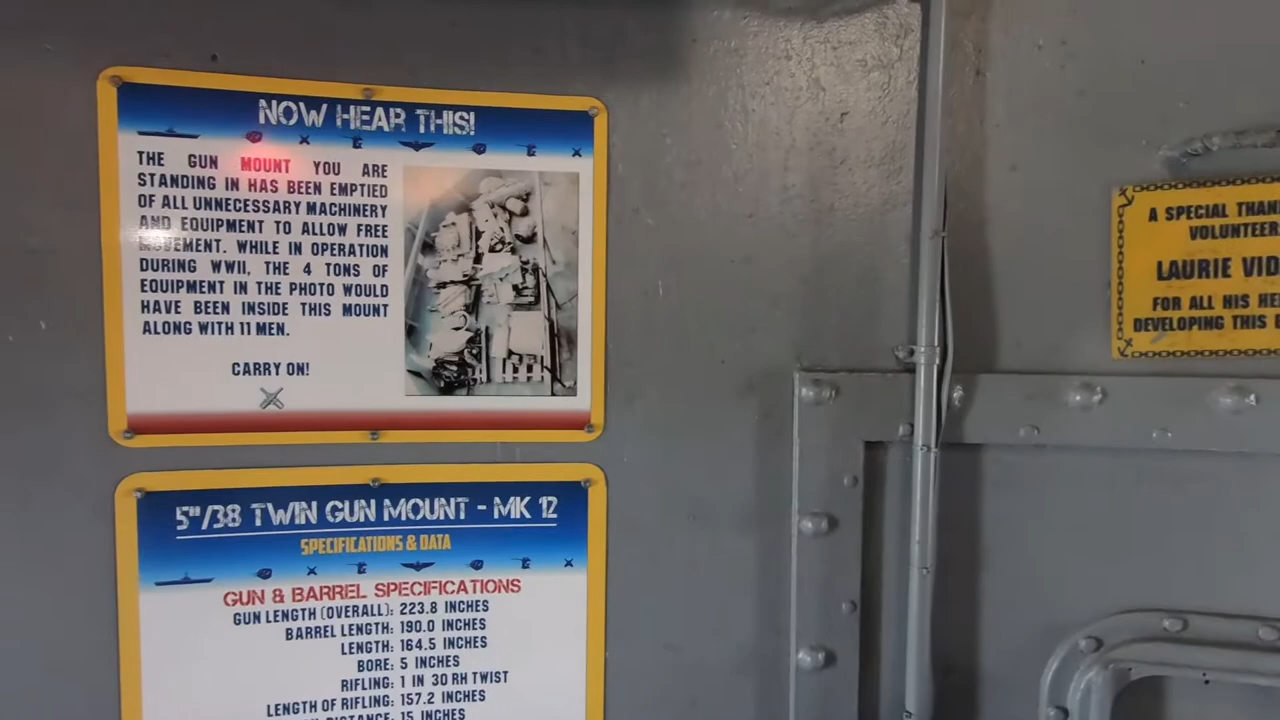 NOW HEAR THIS!
THE GUN MOUNT YOU ARE
STANDING IN HAS BEEN EMPTIED
OF ALL UNNECESSARY MACHINERY
AND EQUIPMENT TO ALLOW FREE
MOVEMENT. WHILE IN OPERATION
DURING WWII, THE 4 TONS OF
EQUIPMENT IN THE PHOTO WOULD
HAVE BEEN INSIDE THIS MOUNT
ALONG WITH 11 MEN.
CARRY ON!
5"/38 TWIN GUN MOUNT - MK 12
SPECIFICATIONS & DATA
GUN & BARREL SPECIFICATIONS
GUN LENGTH (OVERALL): 223.8 INCHES
BARREL LENGTH: 190.0 INCHES
LENGTH: 164.5 INCHES
BORE: 5 INCHES
RIFLING: 1 IN 30 RH TWIST
LENGTH OF RIFLING: 157.2 INCHES
DISTANCE: 15 INCHES
A SPECIAL THAN
VOLUNTEER
LAURIE VID
FOR ALL HIS HE
DEVELOPING THIS